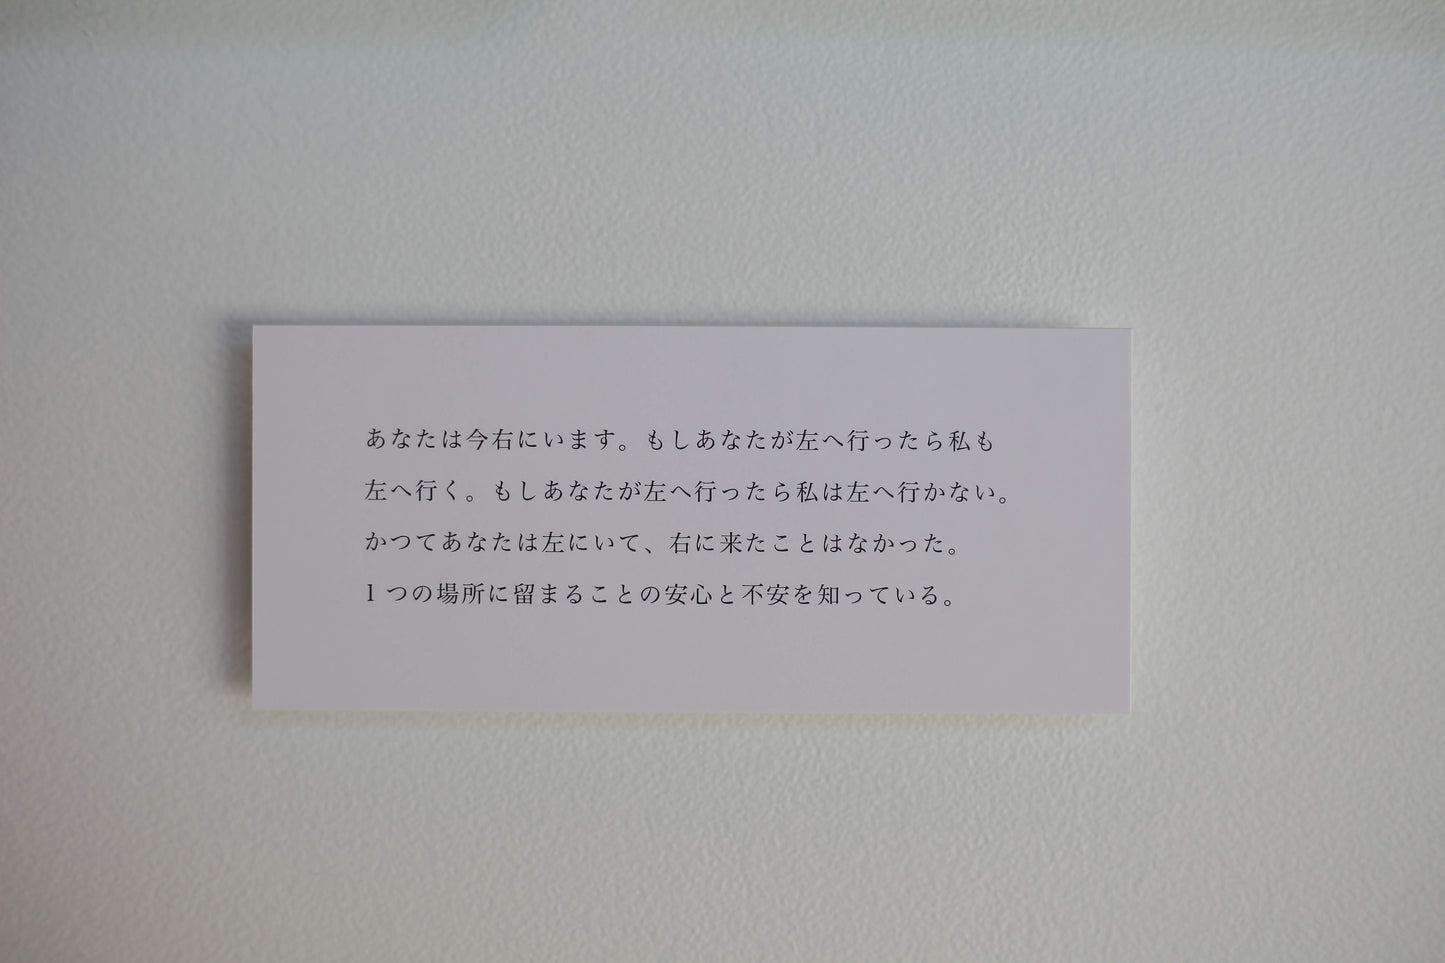 あなたは今右にいます。もしあなたが左へ行ったら私も
左へ行く。もしあなたが左へ行ったら私は左へ行かない。
かつてあなたは左にいて、右に来たことはなかった。
1つの場所に留まることの安心と不安を知っている。